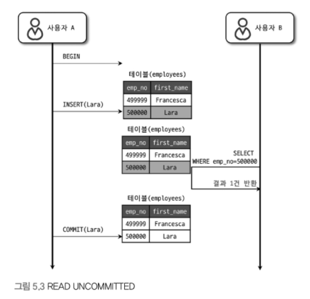 사용자 A
사용자 B
BEGIN
테이블(employees)
emp_no first_name
499999 Francesca
500000 Lara
INSERT(Lara)
테이블(employees)
emp_no first_name
499999 Francesca
500000 Lara
SELECT
WHERE emp_no=500000
결과 1건 반환
테이블(employees)
emp_no first_name
499999 Francesca
500000 Lara
COMMIT(Lara)
그림 5.3 READ UNCOMMITTED